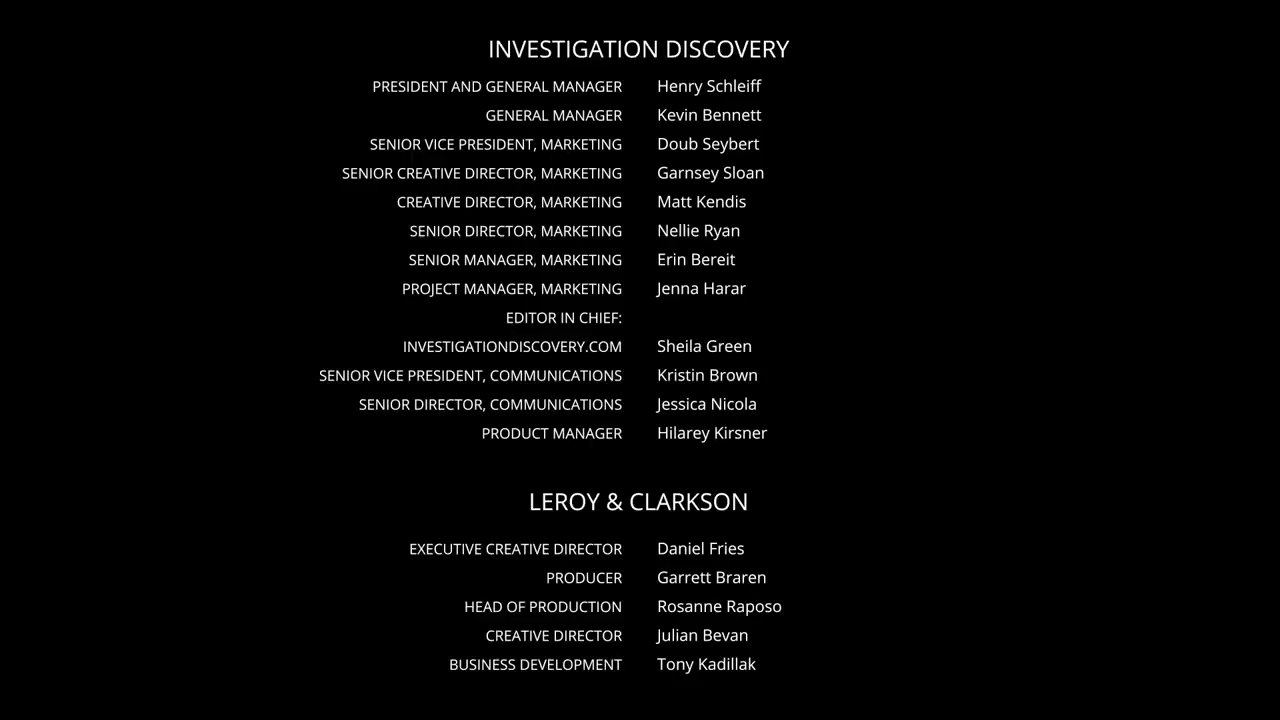 INVESTIGATION DISCOVERY
PRESIDENT AND GENERAL MANAGER Henry Schleiff
GENERAL MANAGER Kevin Bennett
SENIOR VICE PRESIDENT, MARKETING Doub Seybert
SENIOR CREATIVE DIRECTOR, MARKETING Garnsey Sloan
CREATIVE DIRECTOR, MARKETING Matt Kendis
SENIOR DIRECTOR, MARKETING Nellie Ryan
SENIOR MANAGER, MARKETING Erin Bereit
PROJECT MANAGER, MARKETING Jenna Harar
EDITOR IN CHIEF:
INVESTIGATIONDISCOVERY.COM Sheila Green
SENIOR VICE PRESIDENT, COMMUNICATIONS Kristin Brown
SENIOR DIRECTOR, COMMUNICATIONS Jessica Nicola
PRODUCT MANAGER Hilarey Kirsner
LEROY & CLARKSON
EXECUTIVE CREATIVE DIRECTOR Daniel Fries
PRODUCER Garrett Braren
HEAD OF PRODUCTION Rosanne Raposo
CREATIVE DIRECTOR Julian Bevan
BUSINESS DEVELOPMENT Tony Kadillak